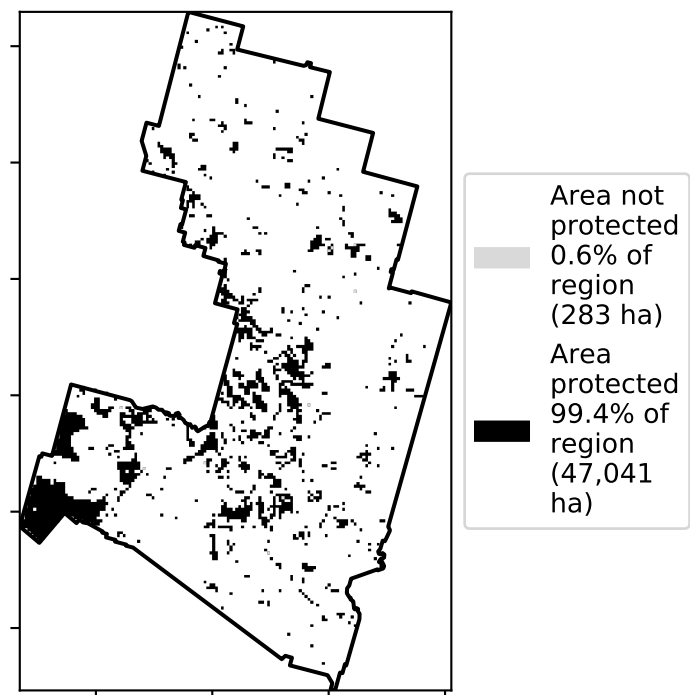 Area not
protected
0.6% of
region
(283 ha)
Area
protected
99.4% of
region
(47,041
ha)